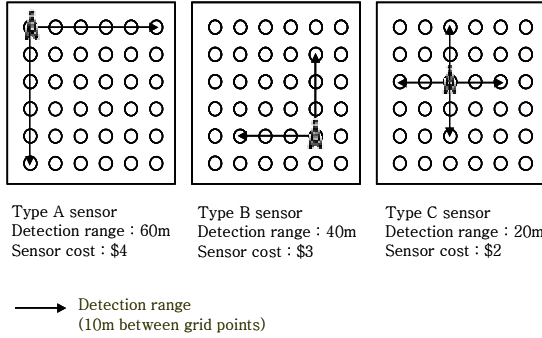 Type A sensor
Detection range : 60m
Sensor cost : $4
Type B sensor
Detection range : 40m
Sensor cost : $3
Type C sensor
Detection range : 20m
Sensor cost : $2
Detection range
(10m between grid points)